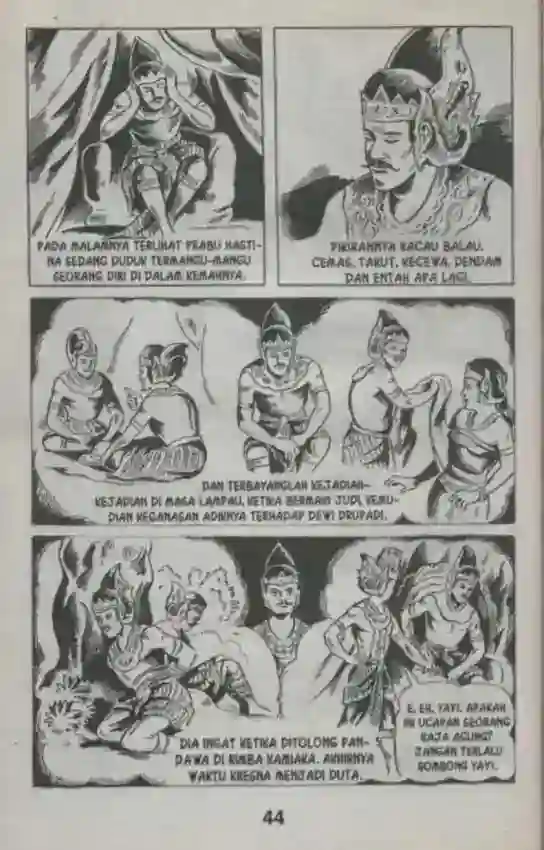 PADA MALAMNYA TERLIHAT PRABU HASTI-
NA SEDANG DUDUK TERMANGU-MANGU
SEORANG DIRI DI DALAM KEMAHNYA.
PIKIRANNYA KACAU BALAU.
CEMAS, TAKUT, KECEWA, DENDAM
DAN ENTAH APA LAGI.
DAN TERBAYANGLAH KEJADIAN-
KEJADIAN DI MASA LAMPAU, KETIKA BERMAIN JUDI, KEMU-
DIAN KEGANASAN ADIKNYA TERHADAP DEWI DRUPADI.
DIA INGAT KETIKA DITOLONG PAN-
DAWA DI RIMBA KAMIAKA. AKHIRNYA
WAKTU KRESNA MENJADI DUTA.
E, EH, YAYI. APAKAH
INI UCAPAN SEORANG
RAJA AGUNG?
JANGAN TERLALU
SOMBONG YAYI.
44